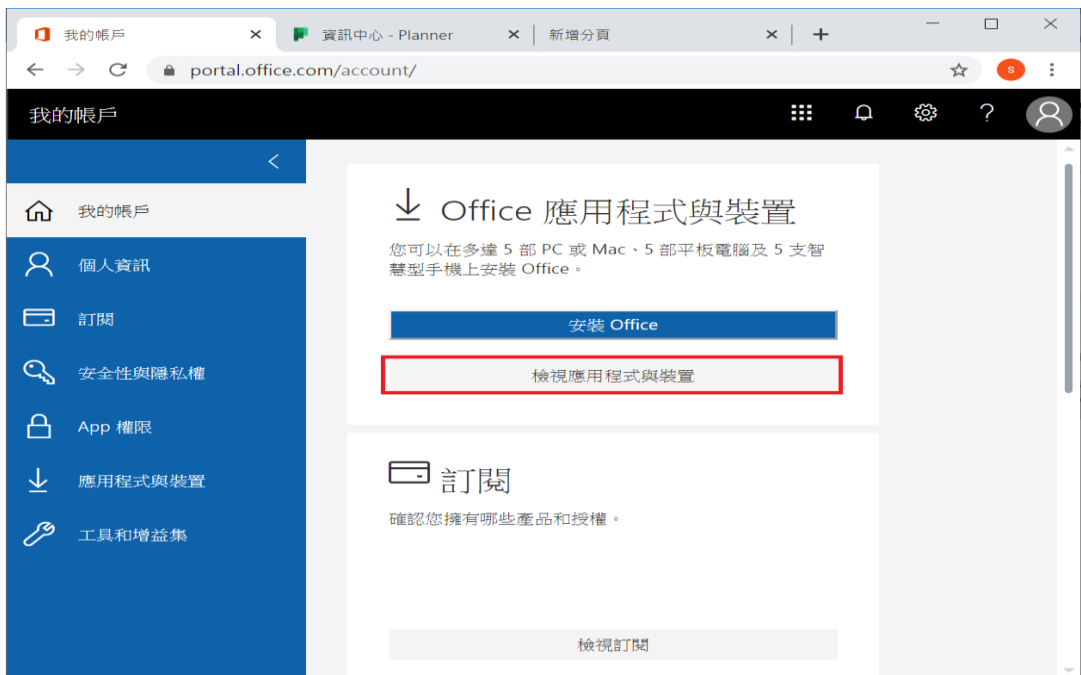 我的帳戶
資訊中心 - Planner
新增分頁
portal.office.com/account/
S
我的帳戶
?
我的帳戶
個人資訊
訂閱
安全性與隱私權
App 權限
應用程式與裝置
工具和增益集
Office 應用程式與裝置
您可以在多達 5 部 PC 或 Mac、5 部平板電腦及 5 支智
慧型手機上安裝 Office。
安裝 Office
檢視應用程式與裝置
訂閱
確認您擁有哪些產品和授權。
檢視訂閱